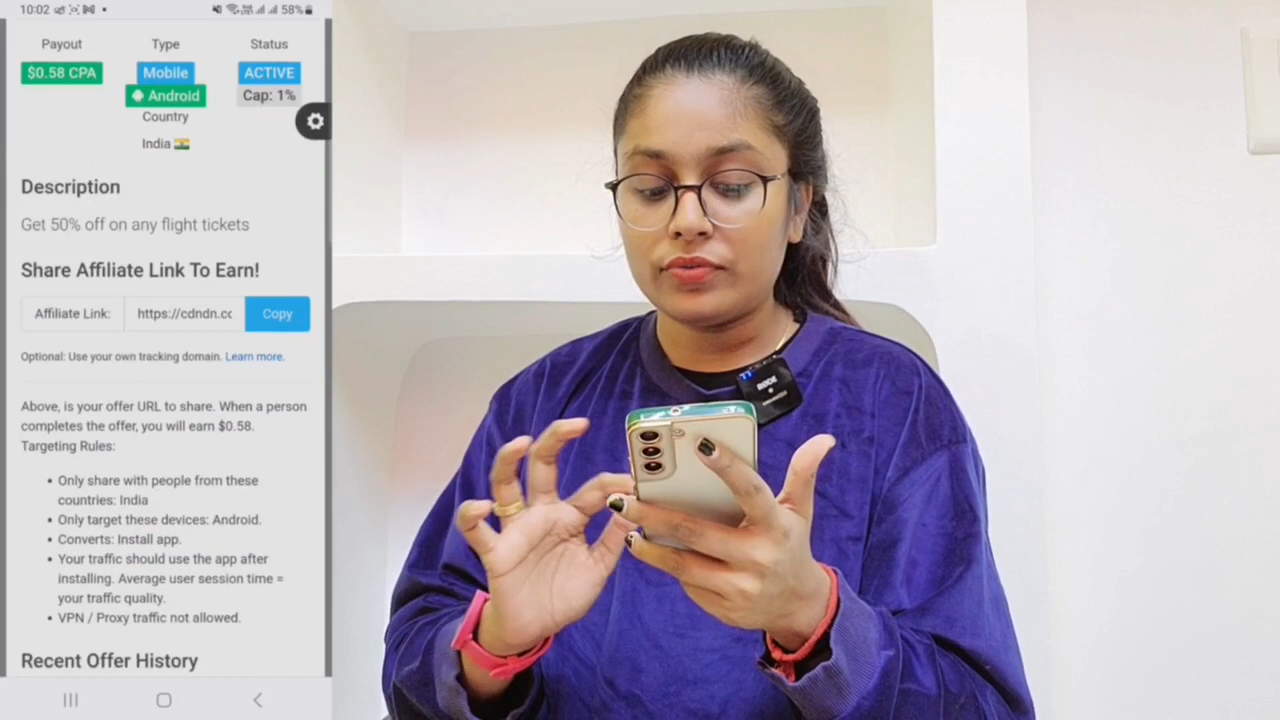 10:02
58%
Payout
Type
Status
$0.58 CPA
Mobile
ACTIVE
Android
Cap: 1%
Country
India
Description
Get 50% off on any flight tickets
Share Affiliate Link To Earn!
Affiliate Link:
https://cdndn.cc
Copy
Optional: Use your own tracking domain. Learn more.
Above, is your offer URL to share. When a person
completes the offer, you will earn $0.58.
Targeting Rules:
• Only share with people from these
countries: India
• Only target these devices: Android.
• Converts: Install app.
• Your traffic should use the app after
installing. Average user session time =
your traffic quality.
• VPN / Proxy traffic not allowed.
Recent Offer History
RØDE